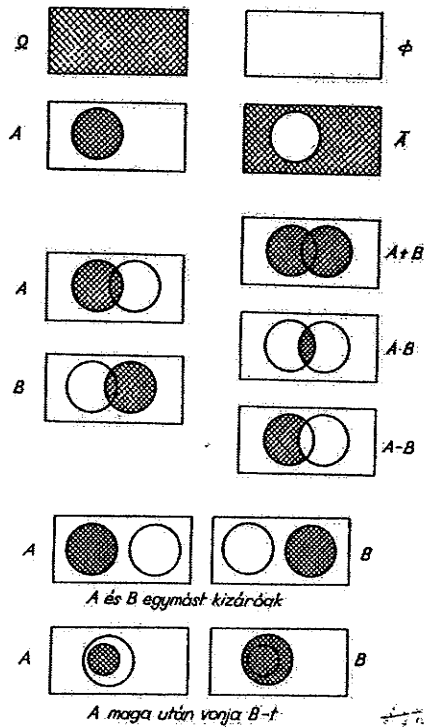 Ω
Φ
A
Ā
A
A+B
A·B
B
A-B
A
B
A és B egymást kizáróak
A
B
A maga után vonja B-t